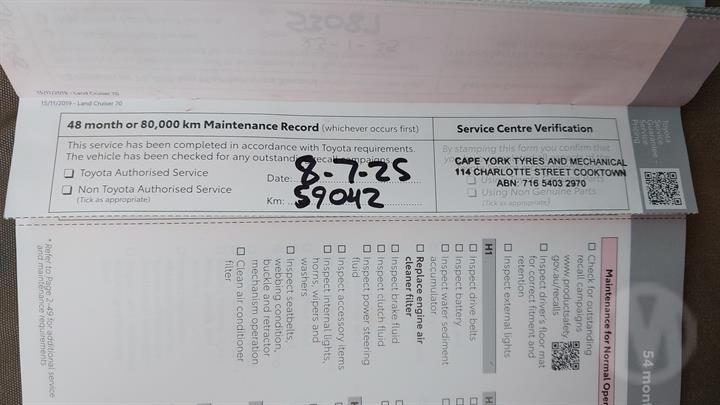 15/11/2019 - Land Cruiser 70
15/11/2019 - Land Cruiser 70
48 month or 80,000 km Maintenance Record (whichever occurs first)
Service Centre Verification
This service has been completed in accordance with Toyota requirements.
The vehicle has been checked for any outstanding recall campaigns
☐ Toyota Authorised Service
Date: 8-7-25
☐ Non Toyota Authorised Service
(Tick as appropriate)
Km: 59042
By stamping this form you confirm that
CAPE YORK TYRES AND MECHANICAL
114 CHARLOTTE STREET COOKTOWN
ABN: 716 5403 2970
Using Non Genuine Parts
(Tick as appropriate)
Toyota
Service
Guarantee -
Service
Pricing
54 mon
Maintenance for Normal Oper
☐ Check for outstanding
recall campaigns
www.productsafety.
gov.au/recalls
☐ Inspect driver's floor mat
for correct fitment and
retention
☐ Inspect external lights
H1
☐ Inspect drive belts
☐ Inspect battery
☐ Inspect water sediment
accumulator
☐ Replace engine air
cleaner filter
☐ Inspect brake fluid
☐ Inspect clutch fluid
☐ Inspect power steering
fluid
☐ Inspect accessory items
☐ Inspect internal lights,
horns, wipers and
washers
☐ Inspect seatbelts,
webbing condition,
buckle and retractor
mechanism operation
☐ Clean air conditioner
filter
* Refer to Page 2-49 for additional service
and maintenance requirements